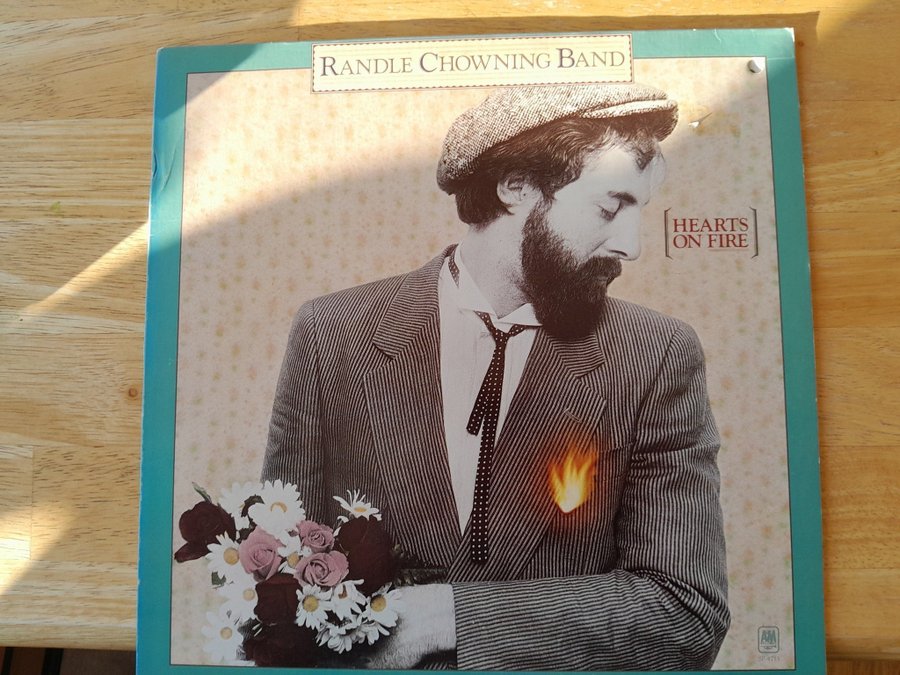 RANDLE CHOWNING BAND
HEARTS
ON FIRE
A&M